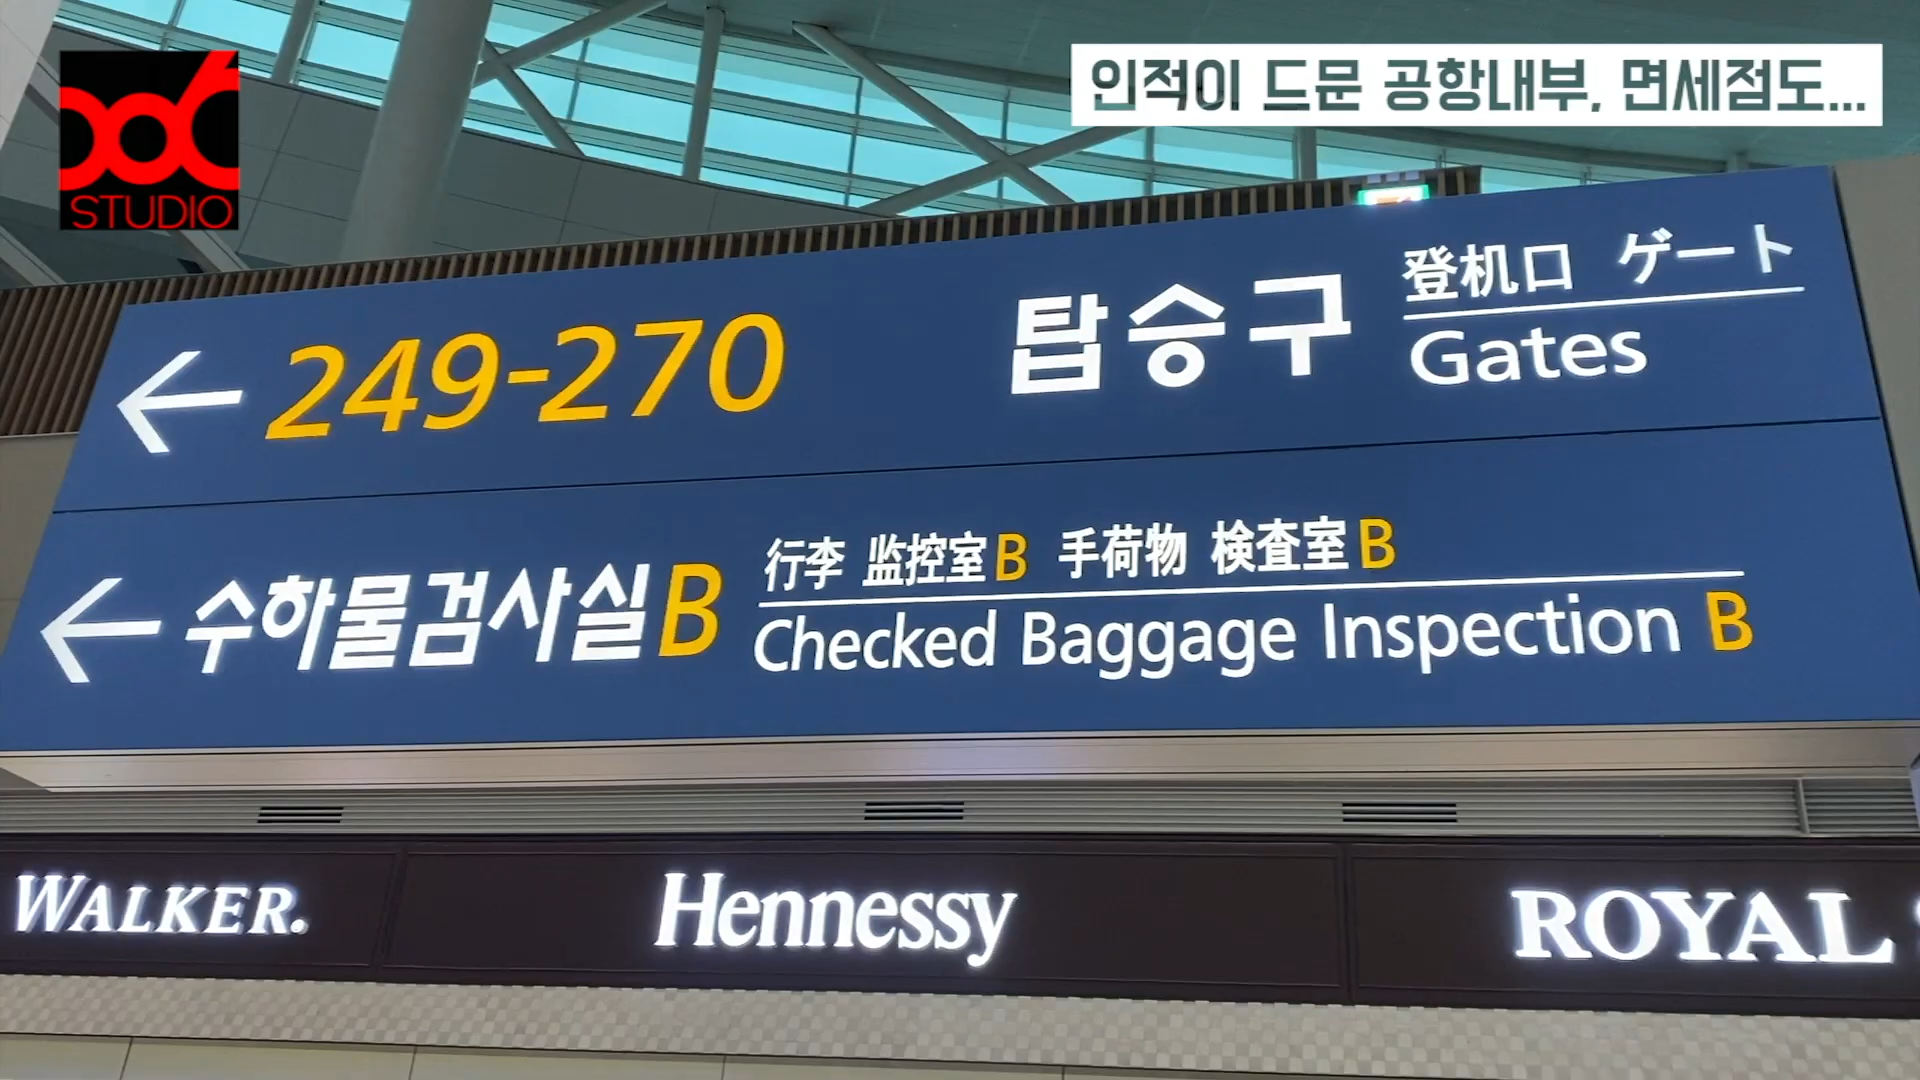 STUDIO
인적이 드문 공항내부, 면세점도...
← 249-270 탑승구
登机口 ゲート
Gates
← 수하물검사실B
行李 监控室B 手荷物 検査室B
Checked Baggage Inspection B
WALKER. Hennessy ROYAL